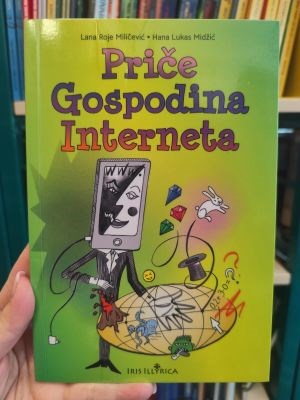 Lana Roje Miličević • Hana Lukas Midžić
Priče
Gospodina
Interneta
WWW.
IRIS ILLYRICA